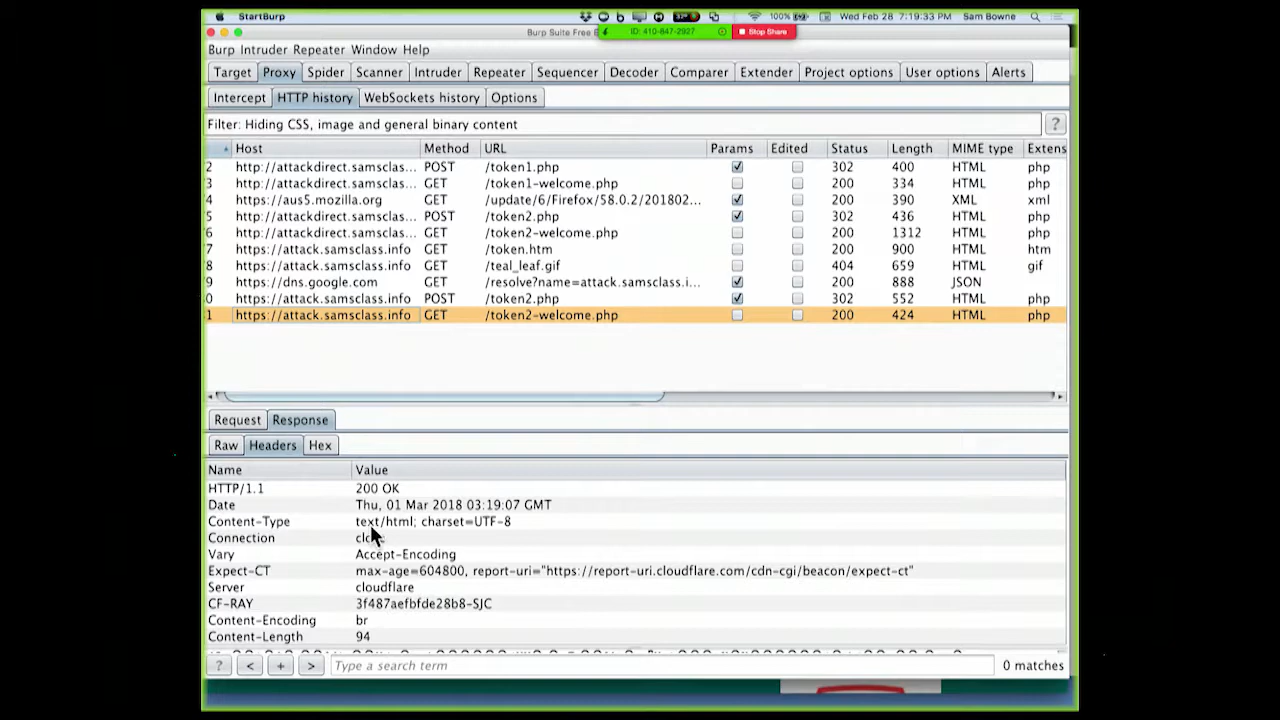 StartBurp 100% Wed Feb 28 7:19:33 PM Sam Bowne
Burp Suite Free ID: 410-847-2927 Stop Share
Burp Intruder Repeater Window Help
Target Proxy Spider Scanner Intruder Repeater Sequencer Decoder Comparer Extender Project options User options Alerts
Intercept HTTP history WebSockets history Options
Filter: Hiding CSS, image and general binary content ?
Host Method URL Params Edited Status Length MIME type Extens
2 http://attackdirect.samsclas... POST /token1.php 302 400 HTML php
3 http://attackdirect.samsclas... GET /token1-welcome.php 200 334 HTML php
4 https://aus5.mozilla.org GET /update/6/Firefox/58.0.2/201802... 200 390 XML xml
5 http://attackdirect.samsclas... POST /token2.php 302 436 HTML php
6 http://attackdirect.samsclas... GET /token2-welcome.php 200 1312 HTML php
7 https://attack.samsclass.info GET /token.htm 200 900 HTML htm
8 https://attack.samsclass.info GET /teal_leaf.gif 404 659 HTML gif
9 https://dns.google.com GET /resolve?name=attack.samsclass.i... 200 888 JSON
0 https://attack.samsclass.info POST /token2.php 302 552 HTML php
1 https://attack.samsclass.info GET /token2-welcome.php 200 424 HTML php
Request Response
Raw Headers Hex
Name Value
HTTP/1.1 200 OK
Date Thu, 01 Mar 2018 03:19:07 GMT
Content-Type text/html; charset=UTF-8
Connection
Vary Accept-Encoding
Expect-CT max-age=604800, report-uri="https://report-uri.cloudflare.com/cdn-cgi/beacon/expect-ct"
Server cloudflare
CF-RAY 3f487aefbfde28b8-SJC
Content-Encoding br
Content-Length 94
? < + > Type a search term 0 matches